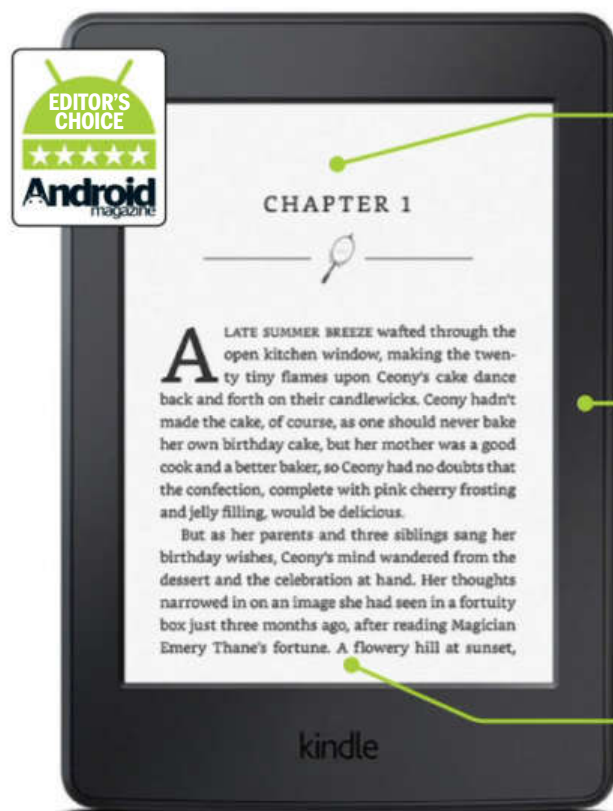 EDITOR'S
CHOICE
Android
magazine
CHAPTER 1
A LATE SUMMER BREEZE wafted through the
open kitchen window, making the twen-
ty tiny flames upon Ceony's cake dance
back and forth on their candlewicks. Ceony hadn't
made the cake, of course, as one should never bake
her own birthday cake, but her mother was a good
cook and a better baker, so Ceony had no doubts that
the confection, complete with pink cherry frosting
and jelly filling, would be delicious.
But as her parents and three siblings sang her
birthday wishes, Ceony's mind wandered from the
dessert and the celebration at hand. Her thoughts
narrowed in on an image she had seen in a fortuity
box just three months ago, after reading Magician
Emery Thane's fortune. A flowery hill at sunset,
kindle